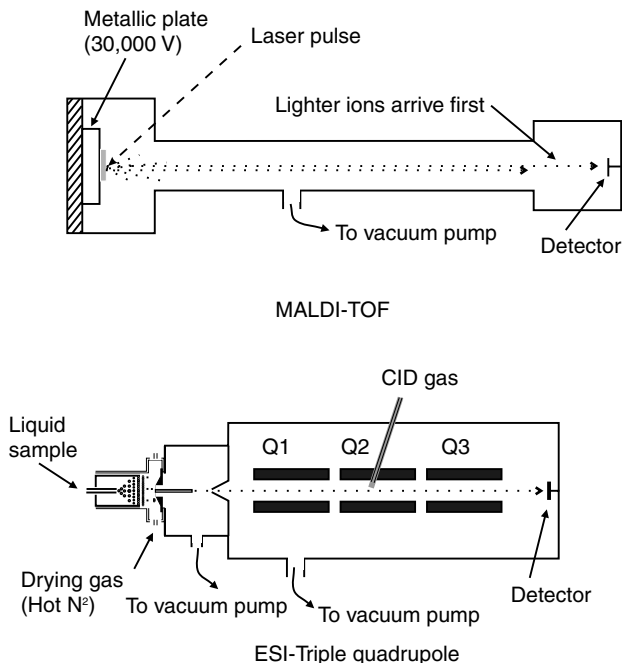 Metallic plate
(30,000 V)
Laser pulse
Lighter ions arrive first
To vacuum pump
Detector
MALDI-TOF
CID gas
Liquid
sample
Q1 Q2 Q3
Drying gas
(Hot N²)
To vacuum pump
To vacuum pump
Detector
ESI-Triple quadrupole